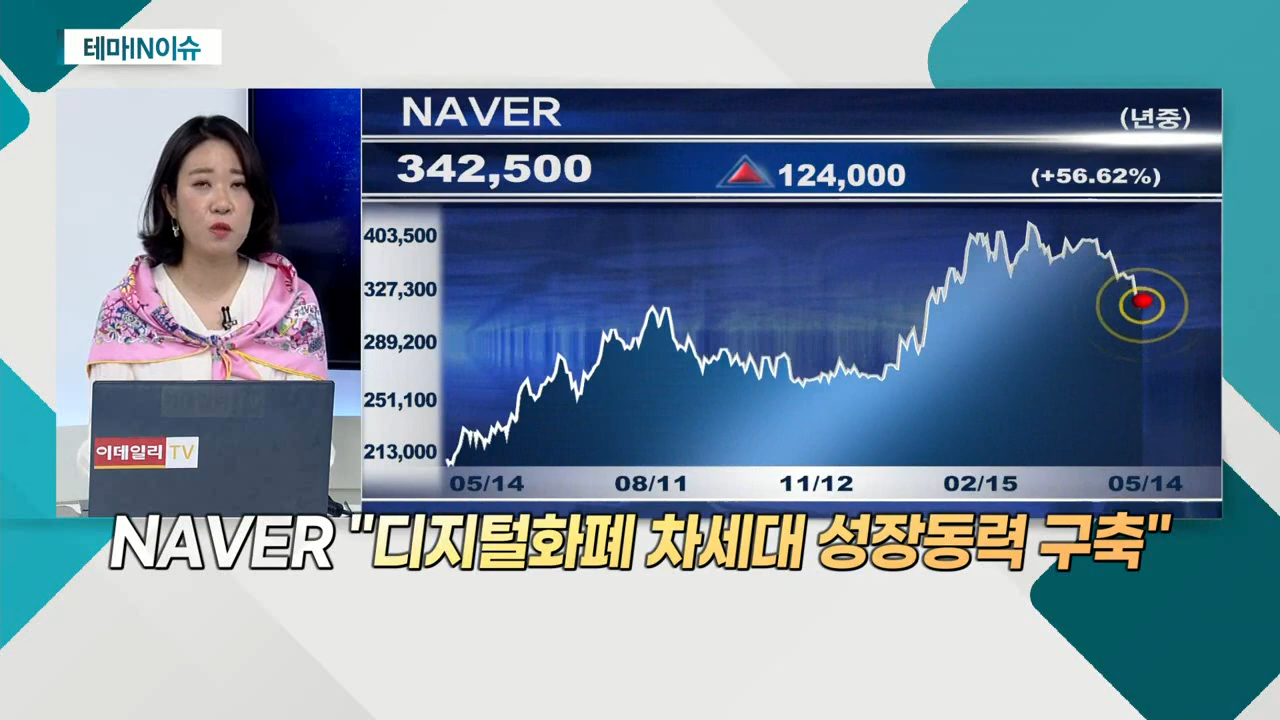 테마IN이슈
NAVER
(년중)
342,500 124,000 (+56.62%)
403,500
327,300
289,200
251,100
213,000
05/14 08/11 11/12 02/15 05/14
이데일리TV
NAVER "디지털화폐 차세대 성장동력 구축"